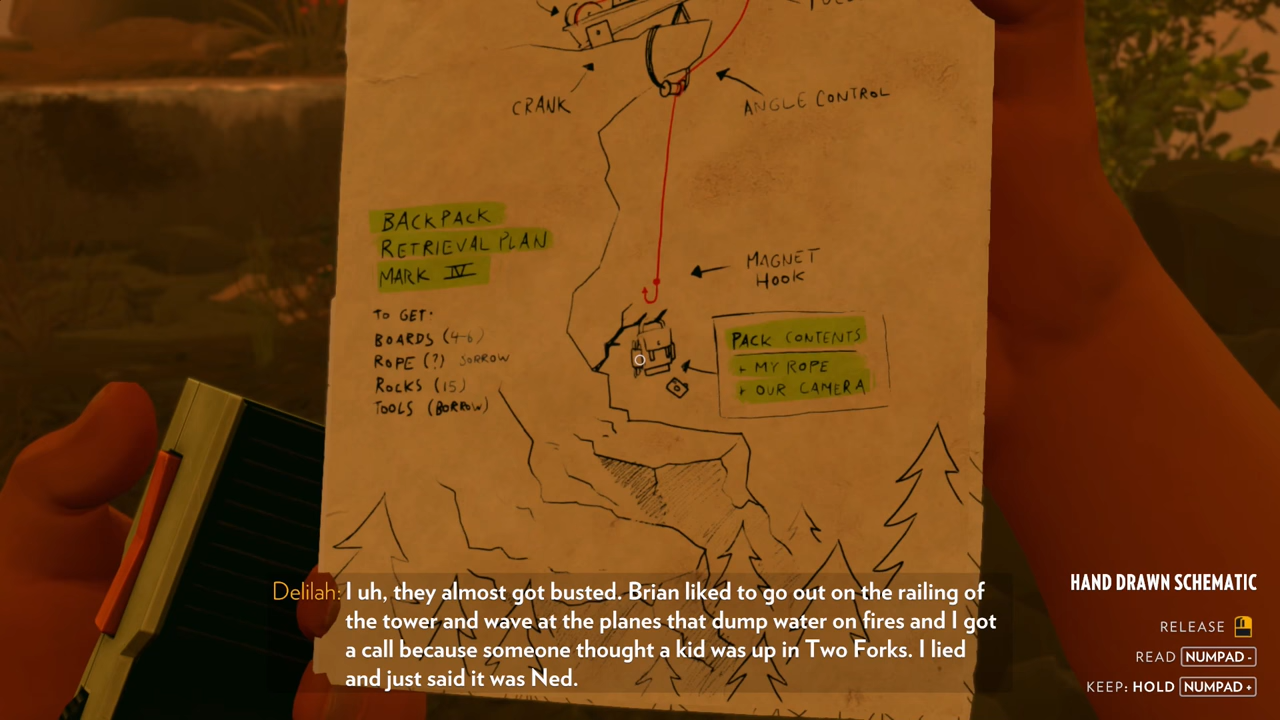 CRANK
ANGLE CONTROL
BACKPACK
RETRIEVAL PLAN
MARK IV
MAGNET
HOOK
TO GET:
BOARDS (4-6)
ROPE (?) BORROW
ROCKS (15)
TOOLS (BORROW)
PACK CONTENTS
+ MY ROPE
+ OUR CAMERA
Delilah: I uh, they almost got busted. Brian liked to go out on the railing of
the tower and wave at the planes that dump water on fires and I got
a call because someone thought a kid was up in Two Forks. I lied
and just said it was Ned.
HAND DRAWN SCHEMATIC
RELEASE
READ NUMPAD -
KEEP: HOLD NUMPAD +